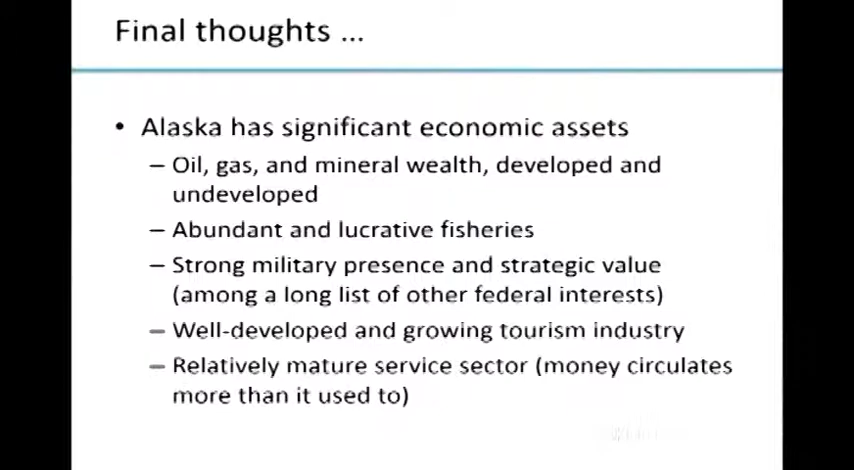 Final thoughts ...
• Alaska has significant economic assets
– Oil, gas, and mineral wealth, developed and
undeveloped
– Abundant and lucrative fisheries
– Strong military presence and strategic value
(among a long list of other federal interests)
– Well-developed and growing tourism industry
– Relatively mature service sector (money circulates
more than it used to)